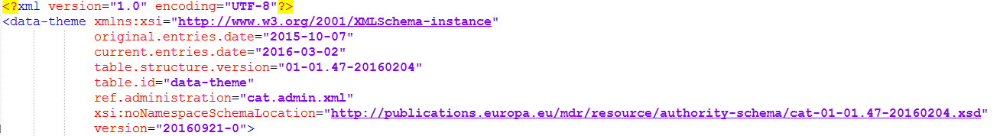 <?xml version="1.0" encoding="UTF-8"?>
<data-theme xmlns:xsi="http://www.w3.org/2001/XMLSchema-instance"
original.entries.date="2015-10-07"
current.entries.date="2016-03-02"
table.structure.version="01-01.47-20160204"
table.id="data-theme"
ref.administration="cat.admin.xml"
xsi:noNamespaceSchemaLocation="http://publications.europa.eu/mdr/resource/authority-schema/cat-01-01.47-20160204.xsd"
version="20160921-0">